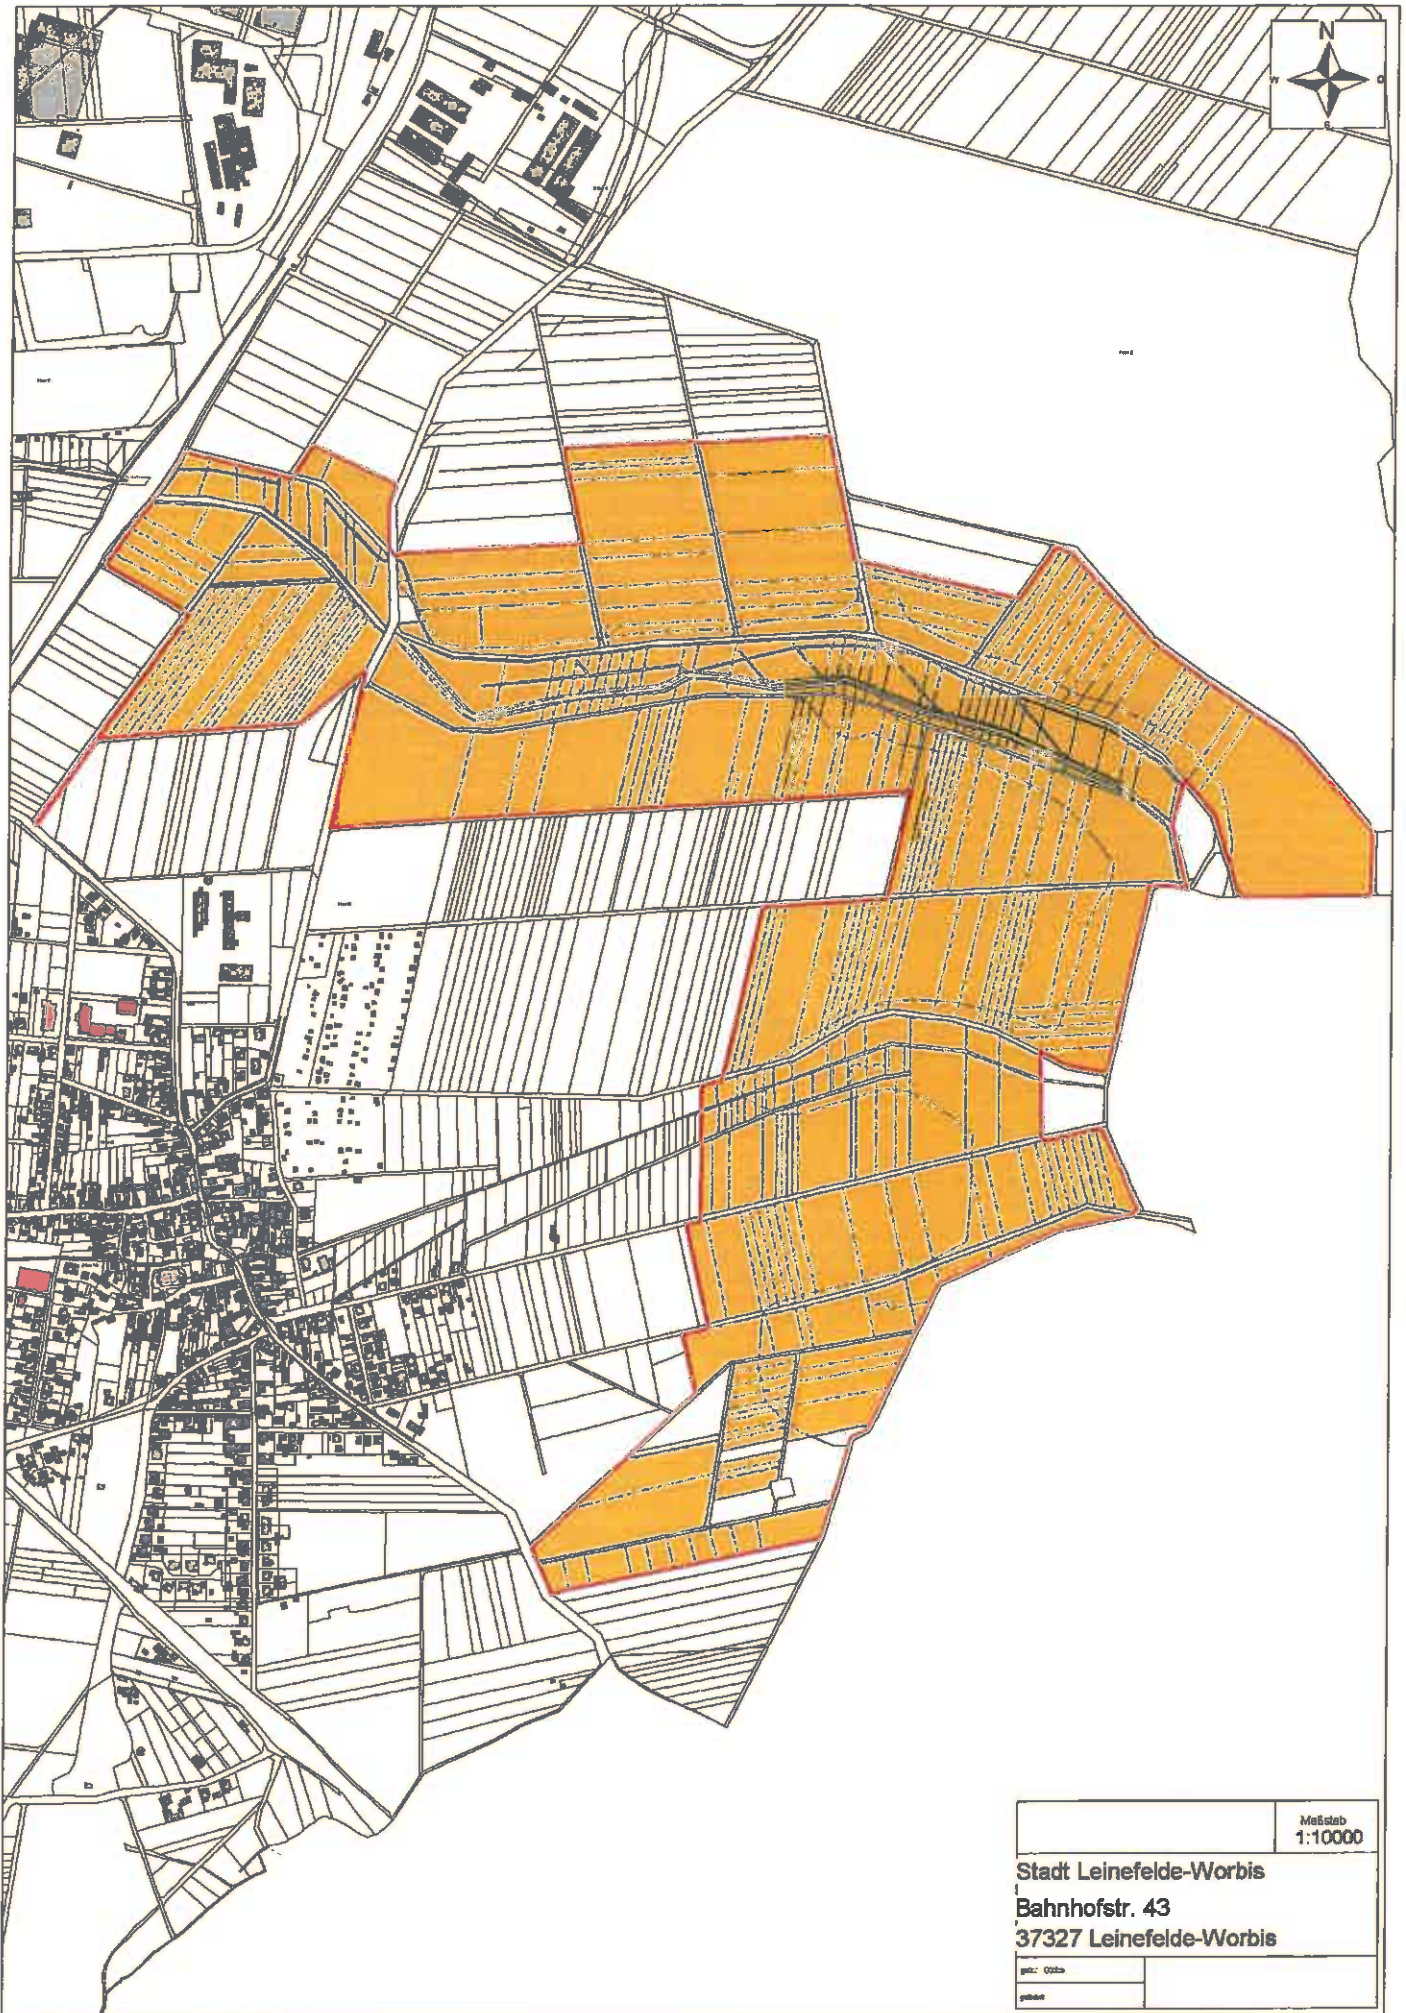 N
W
O
S
Maßstab
1:10000
Stadt Leinefelde-Worbis
Bahnhofstr. 43
37327 Leinefelde-Worbis